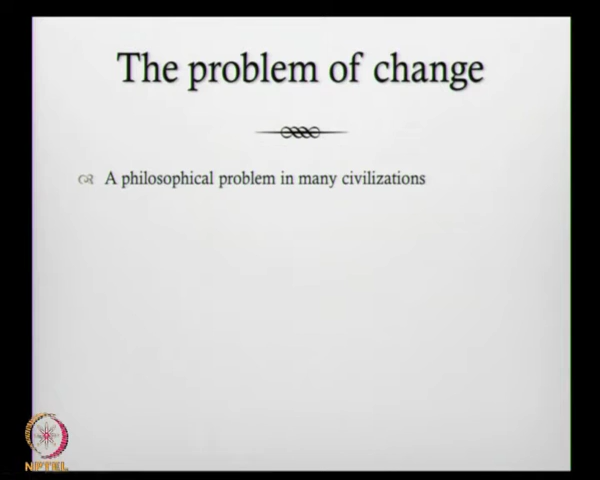 The problem of change
A philosophical problem in many civilizations
NPTEL